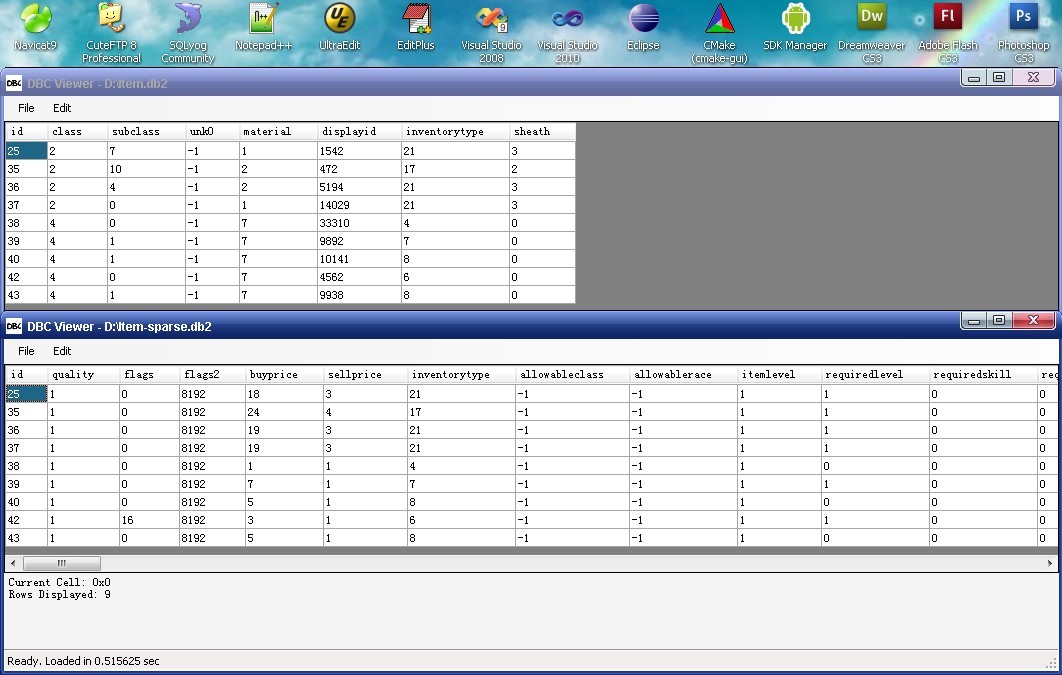 Navicat9 CuteFTP 8 Professional SQLyog Community Notepad++ UltraEdit EditPlus Visual Studio 2008 Visual Studio 2010 Eclipse CMake (cmake-gui) SDK Manager Dreamweaver CS3 Adobe Flash CS3 Photoshop CS3
DBC Viewer - D:\Item.db2
File Edit
id class subclass unk0 material displayid inventorytype sheath
25 2 7 -1 1 1542 21 3
35 2 10 -1 2 472 17 2
36 2 4 -1 2 5194 21 3
37 2 0 -1 1 14029 21 3
38 4 0 -1 7 33310 4 0
39 4 1 -1 7 9892 7 0
40 4 1 -1 7 10141 8 0
42 4 0 -1 7 4562 6 0
43 4 1 -1 7 9938 8 0
DBC Viewer - D:\Item-sparse.db2
File Edit
id quality flags flags2 buyprice sellprice inventorytype allowableclass allowablerace itemlevel requiredlevel requiredskill rec
25 1 0 8192 18 3 21 -1 -1 1 1 0 0
35 1 0 8192 24 4 17 -1 -1 1 1 0 0
36 1 0 8192 19 3 21 -1 -1 1 1 0 0
37 1 0 8192 19 3 21 -1 -1 1 1 0 0
38 1 0 8192 1 1 4 -1 -1 1 0 0 0
39 1 0 8192 7 1 7 -1 -1 1 1 0 0
40 1 0 8192 5 1 8 -1 -1 1 0 0 0
42 1 16 8192 3 1 6 -1 -1 1 1 0 0
43 1 0 8192 5 1 8 -1 -1 1 0 0 0
Current Cell: 0x0
Rows Displayed: 9
Ready. Loaded in 0.515625 sec